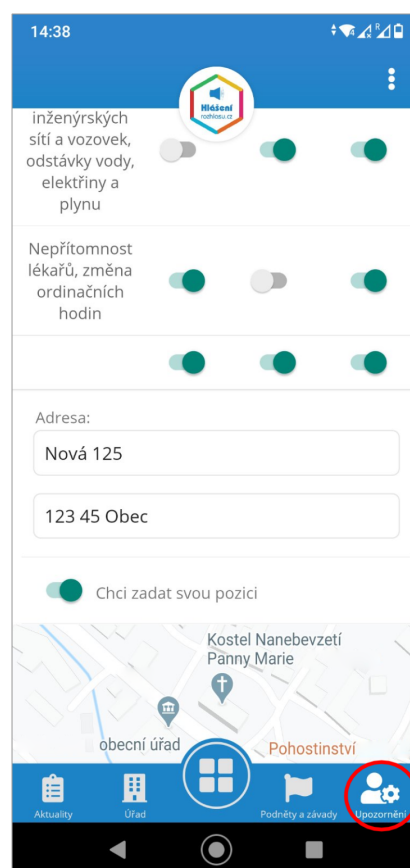 14:38
Hlášení
rozhlasu.cz
inženýrských
sítí a vozovek,
odstávky vody,
elektřiny a
plynu
Nepřítomnost
lékařů, změna
ordinačních
hodin
Adresa:
Nová 125
123 45 Obec
Chci zadat svou pozici
Kostel Nanebevzetí
Panny Marie
obecní úřad
Pohostinství
Aktuality
Úřad
Podněty a závady
Upozornění